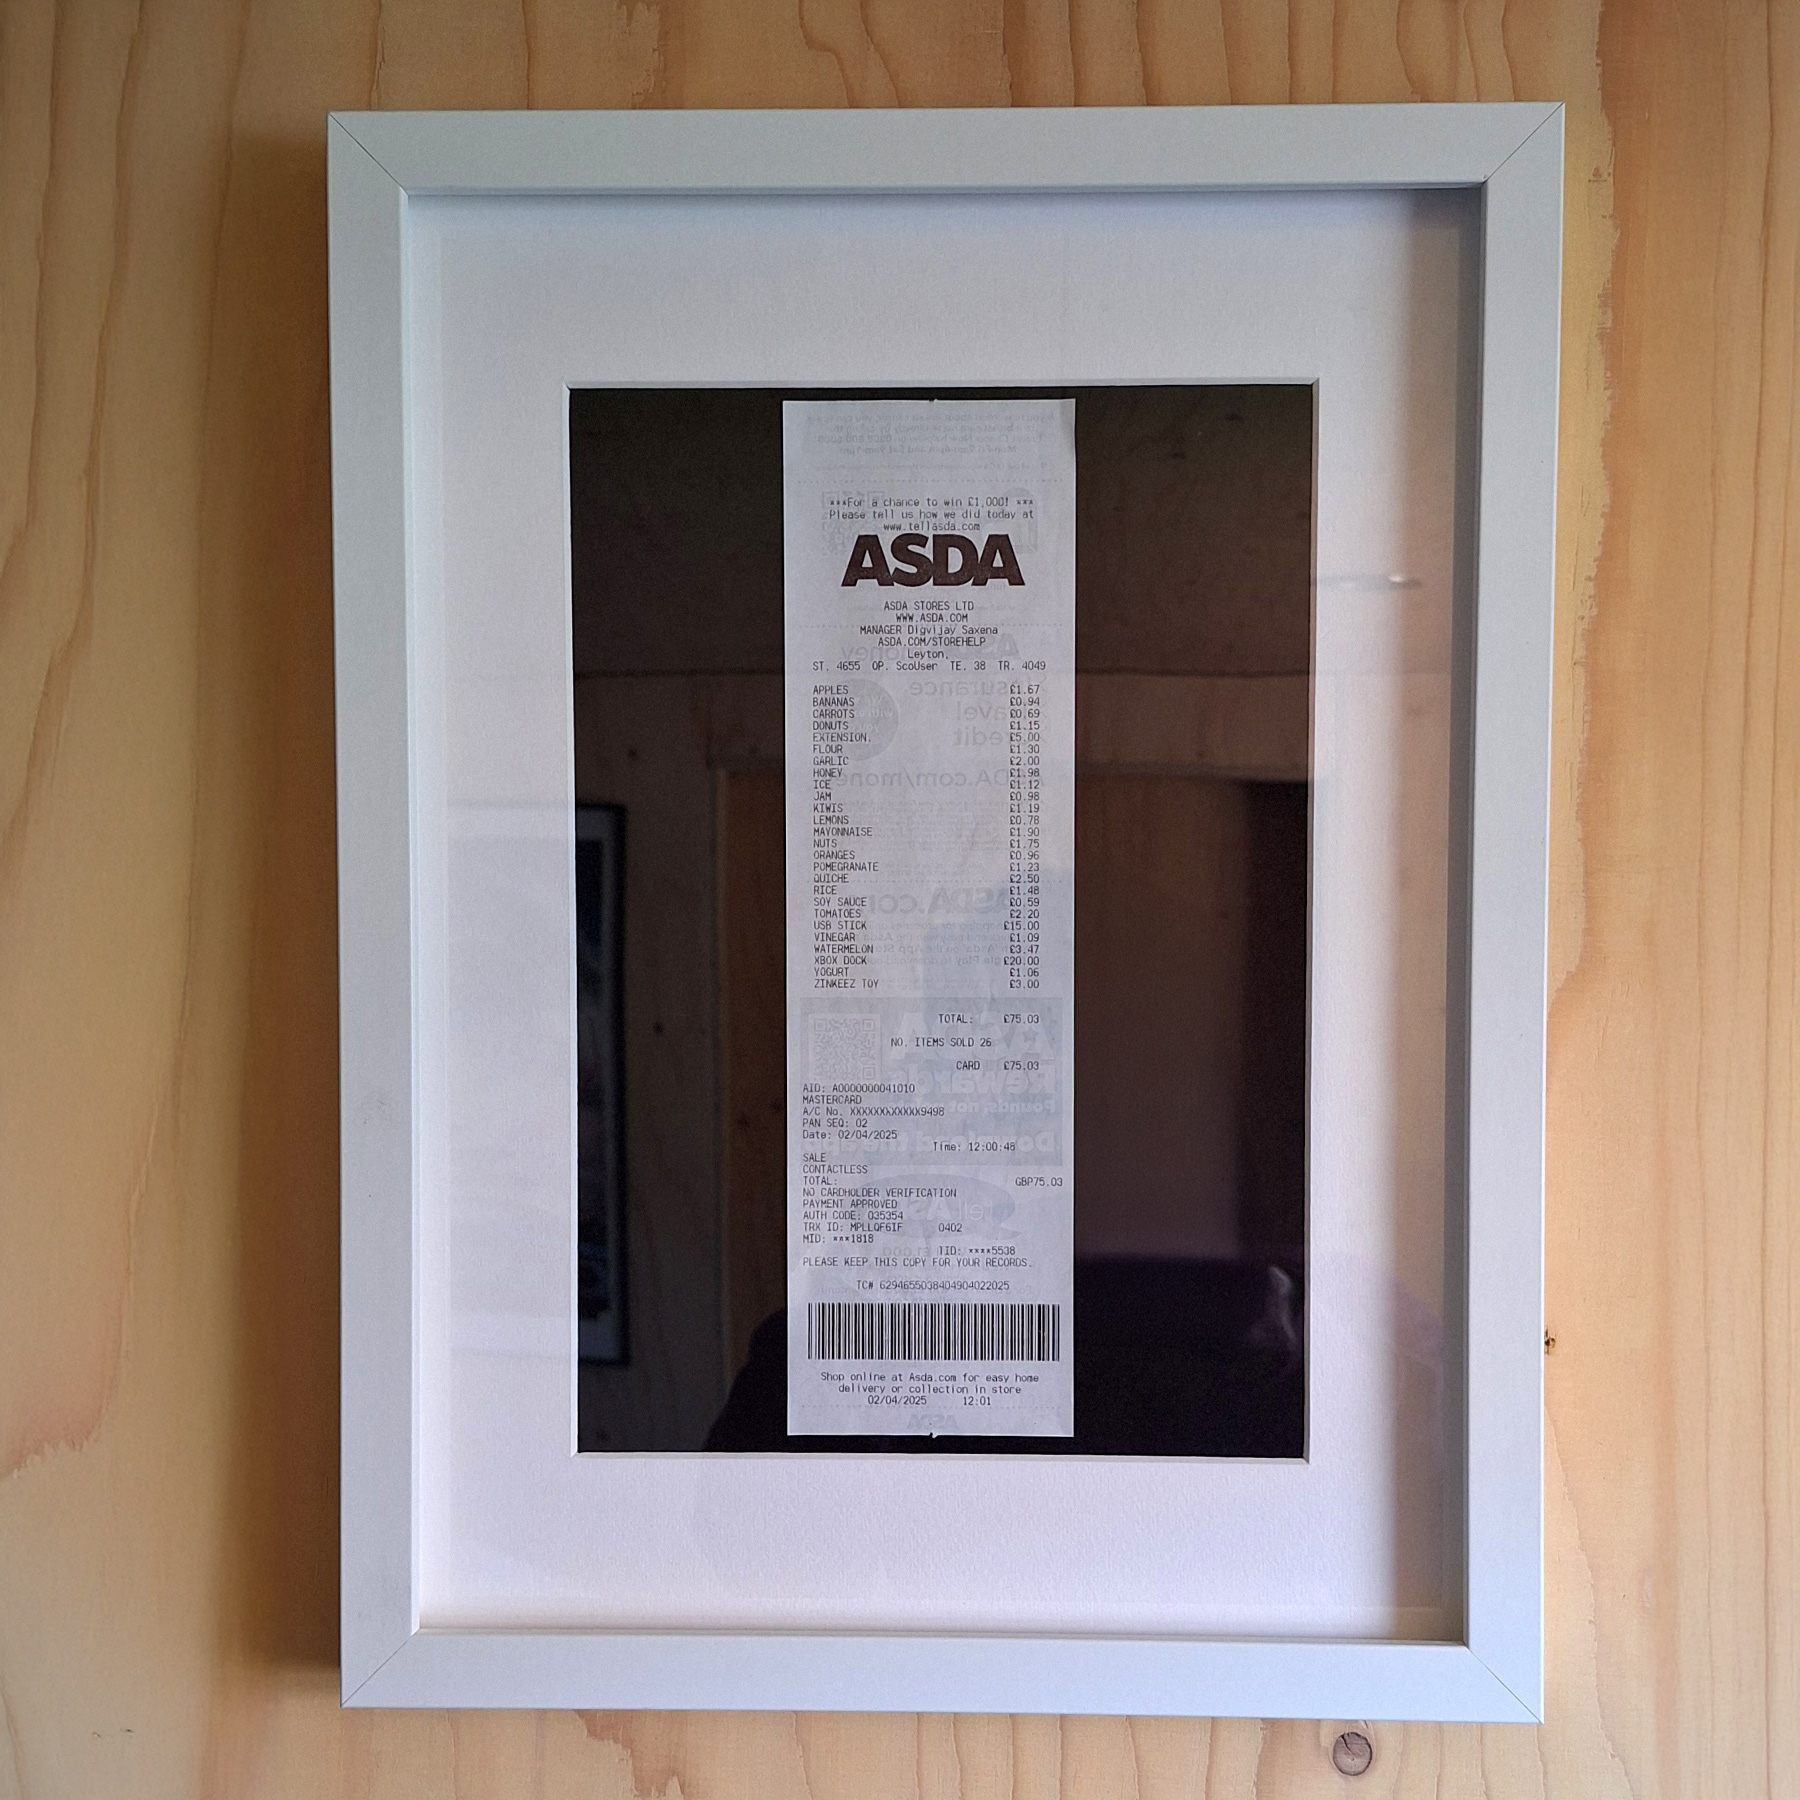 ***For a chance to win £1,000! ***
Please tell us how we did today at
www.tellasda.com
ASDA
ASDA STORES LTD
WWW.ASDA.COM
MANAGER Digvijay Saxena
ASDA.COM/STOREHELP
Leyton,
ST. 4655 OP. ScoUser TE. 38 TR. 4049
APPLES £1.67
BANANAS £0.94
CARROTS £0.69
DONUTS £1.15
EXTENSION. £5.00
FLOUR £1.30
GARLIC £2.00
HONEY £1.98
ICE £1.12
JAM £0.98
KIWIS £1.19
LEMONS £0.78
MAYONNAISE £1.90
NUTS £1.75
ORANGES £0.96
POMEGRANATE £1.23
QUICHE £2.50
RICE £1.48
SOY SAUCE £0.59
TOMATOES £2.20
USB STICK £15.00
VINEGAR £1.09
WATERMELON £3.47
XBOX DOCK £20.00
YOGURT £1.06
ZINKEEZ TOY £3.00
TOTAL: £75.03
NO. ITEMS SOLD 26
CARD £75.03
AID: A0000000041010
MASTERCARD
A/C No. XXXXXXXXXXXX9498
PAN SEQ: 02
Date: 02/04/2025
Time: 12:00:48
SALE
CONTACTLESS
TOTAL: GBP75.03
NO CARDHOLDER VERIFICATION
PAYMENT APPROVED
AUTH CODE: 035354
TRX ID: MPLLQF6IF 0402
MID: ***1818
TID: ****5538
PLEASE KEEP THIS COPY FOR YOUR RECORDS.
TC# 6294655038404904022025
Shop online at Asda.com for easy home
delivery or collection in store
02/04/2025 12:01